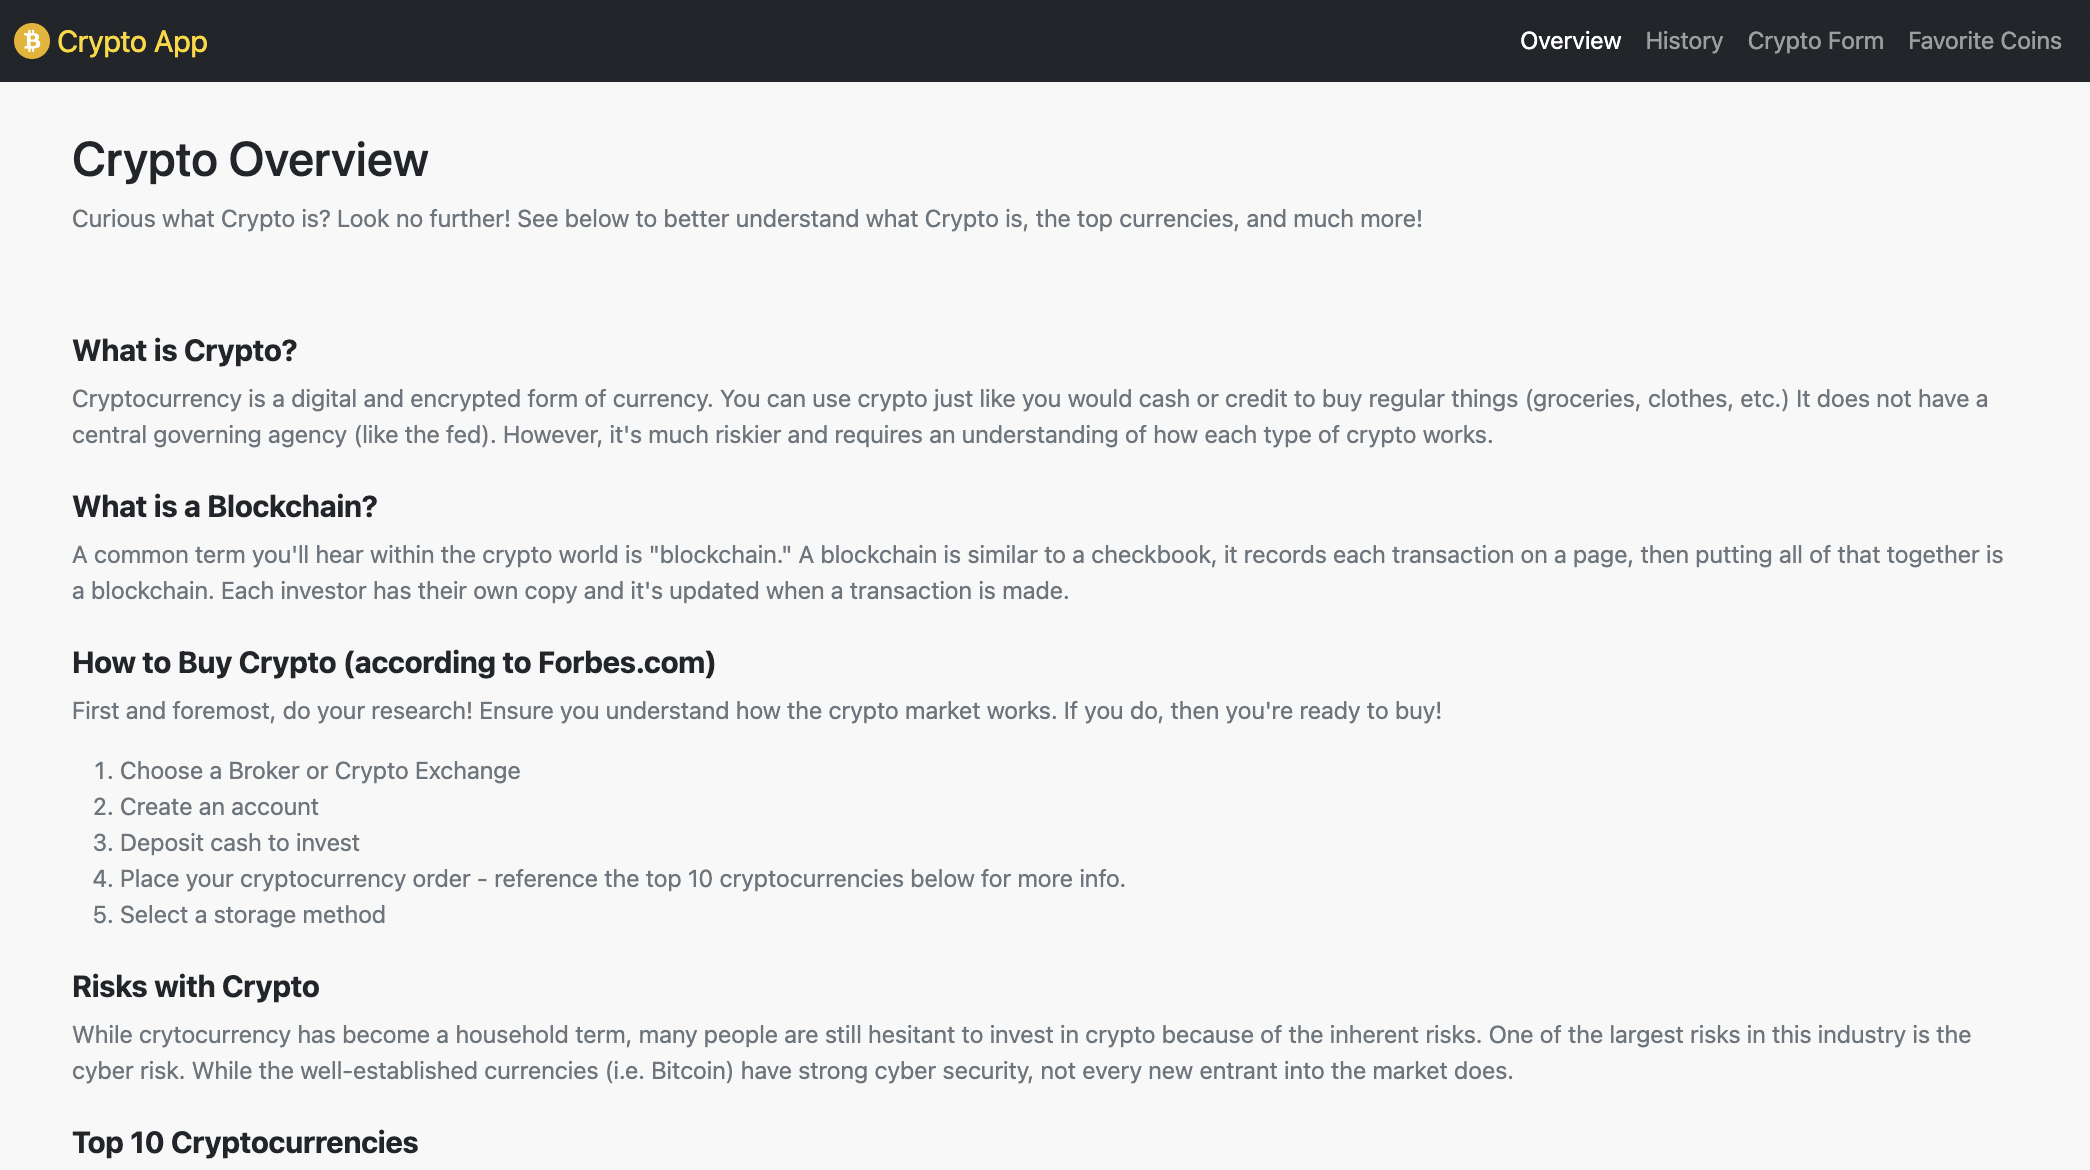 Crypto App
Overview History Crypto Form Favorite Coins
Crypto Overview
Curious what Crypto is? Look no further! See below to better understand what Crypto is, the top currencies, and much more!
What is Crypto?
Cryptocurrency is a digital and encrypted form of currency. You can use crypto just like you would cash or credit to buy regular things (groceries, clothes, etc.) It does not have a
central governing agency (like the fed). However, it's much riskier and requires an understanding of how each type of crypto works.
What is a Blockchain?
A common term you'll hear within the crypto world is "blockchain." A blockchain is similar to a checkbook, it records each transaction on a page, then putting all of that together is
a blockchain. Each investor has their own copy and it's updated when a transaction is made.
How to Buy Crypto (according to Forbes.com)
First and foremost, do your research! Ensure you understand how the crypto market works. If you do, then you're ready to buy!
1. Choose a Broker or Crypto Exchange
2. Create an account
3. Deposit cash to invest
4. Place your cryptocurrency order - reference the top 10 cryptocurrencies below for more info.
5. Select a storage method
Risks with Crypto
While crytocurrency has become a household term, many people are still hesitant to invest in crypto because of the inherent risks. One of the largest risks in this industry is the
cyber risk. While the well-established currencies (i.e. Bitcoin) have strong cyber security, not every new entrant into the market does.
Top 10 Cryptocurrencies